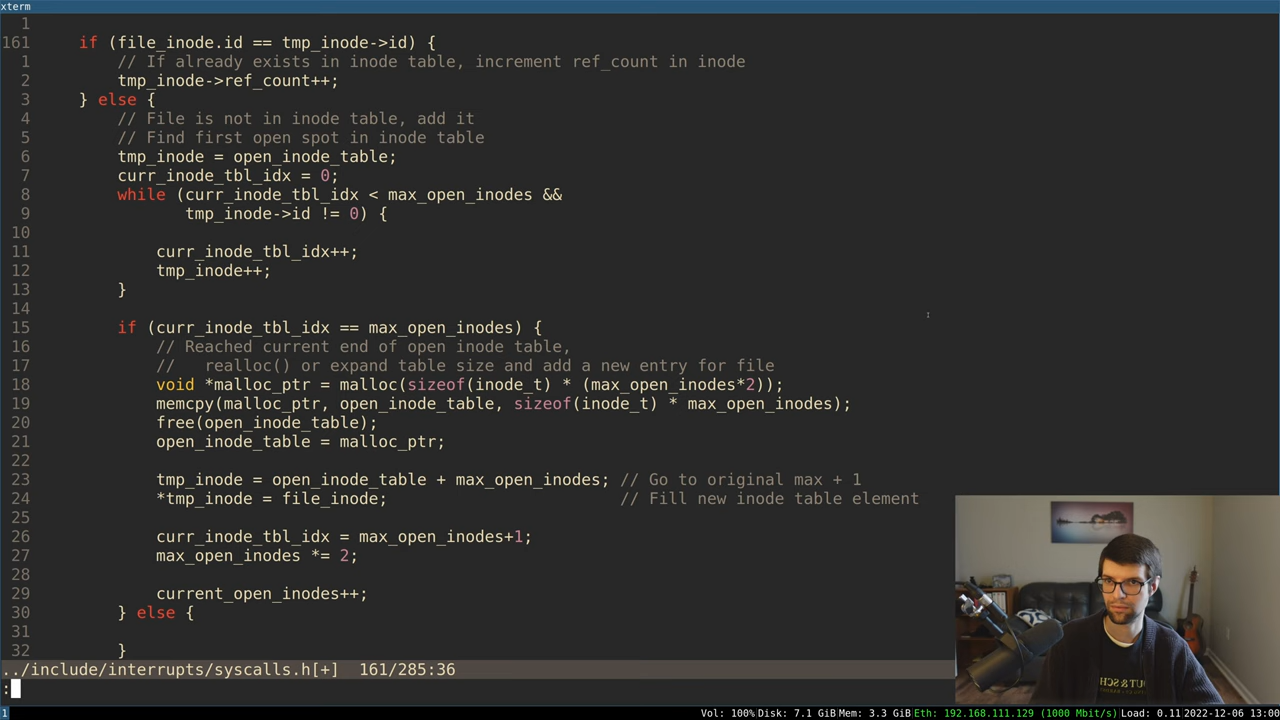 xterm
1
161     if (file_inode.id == tmp_inode->id) {
1         // If already exists in inode table, increment ref_count in inode
2         tmp_inode->ref_count++;
3     } else {
4         // File is not in inode table, add it
5         // Find first open spot in inode table
6         tmp_inode = open_inode_table;
7         curr_inode_tbl_idx = 0;
8         while (curr_inode_tbl_idx < max_open_inodes &&
9                tmp_inode->id != 0) {
10
11             curr_inode_tbl_idx++;
12             tmp_inode++;
13         }
14
15         if (curr_inode_tbl_idx == max_open_inodes) {
16             // Reached current end of open inode table,
17             //   realloc() or expand table size and add a new entry for file
18             void *malloc_ptr = malloc(sizeof(inode_t) * (max_open_inodes*2));
19             memcpy(malloc_ptr, open_inode_table, sizeof(inode_t) * max_open_inodes);
20             free(open_inode_table);
21             open_inode_table = malloc_ptr;
22
23             tmp_inode = open_inode_table + max_open_inodes; // Go to original max + 1
24             *tmp_inode = file_inode;                        // Fill new inode table element
25
26             curr_inode_tbl_idx = max_open_inodes+1;
27             max_open_inodes *= 2;
28
29             current_open_inodes++;
30         } else {
31
32         }
../include/interrupts/syscalls.h[+]  161/285:36
:
1 Vol: 100% Disk: 7.1 GiB Mem: 3.3 GiB Eth: 192.168.111.129 (1000 Mbit/s) Load: 0.11 2022-12-06 13:00